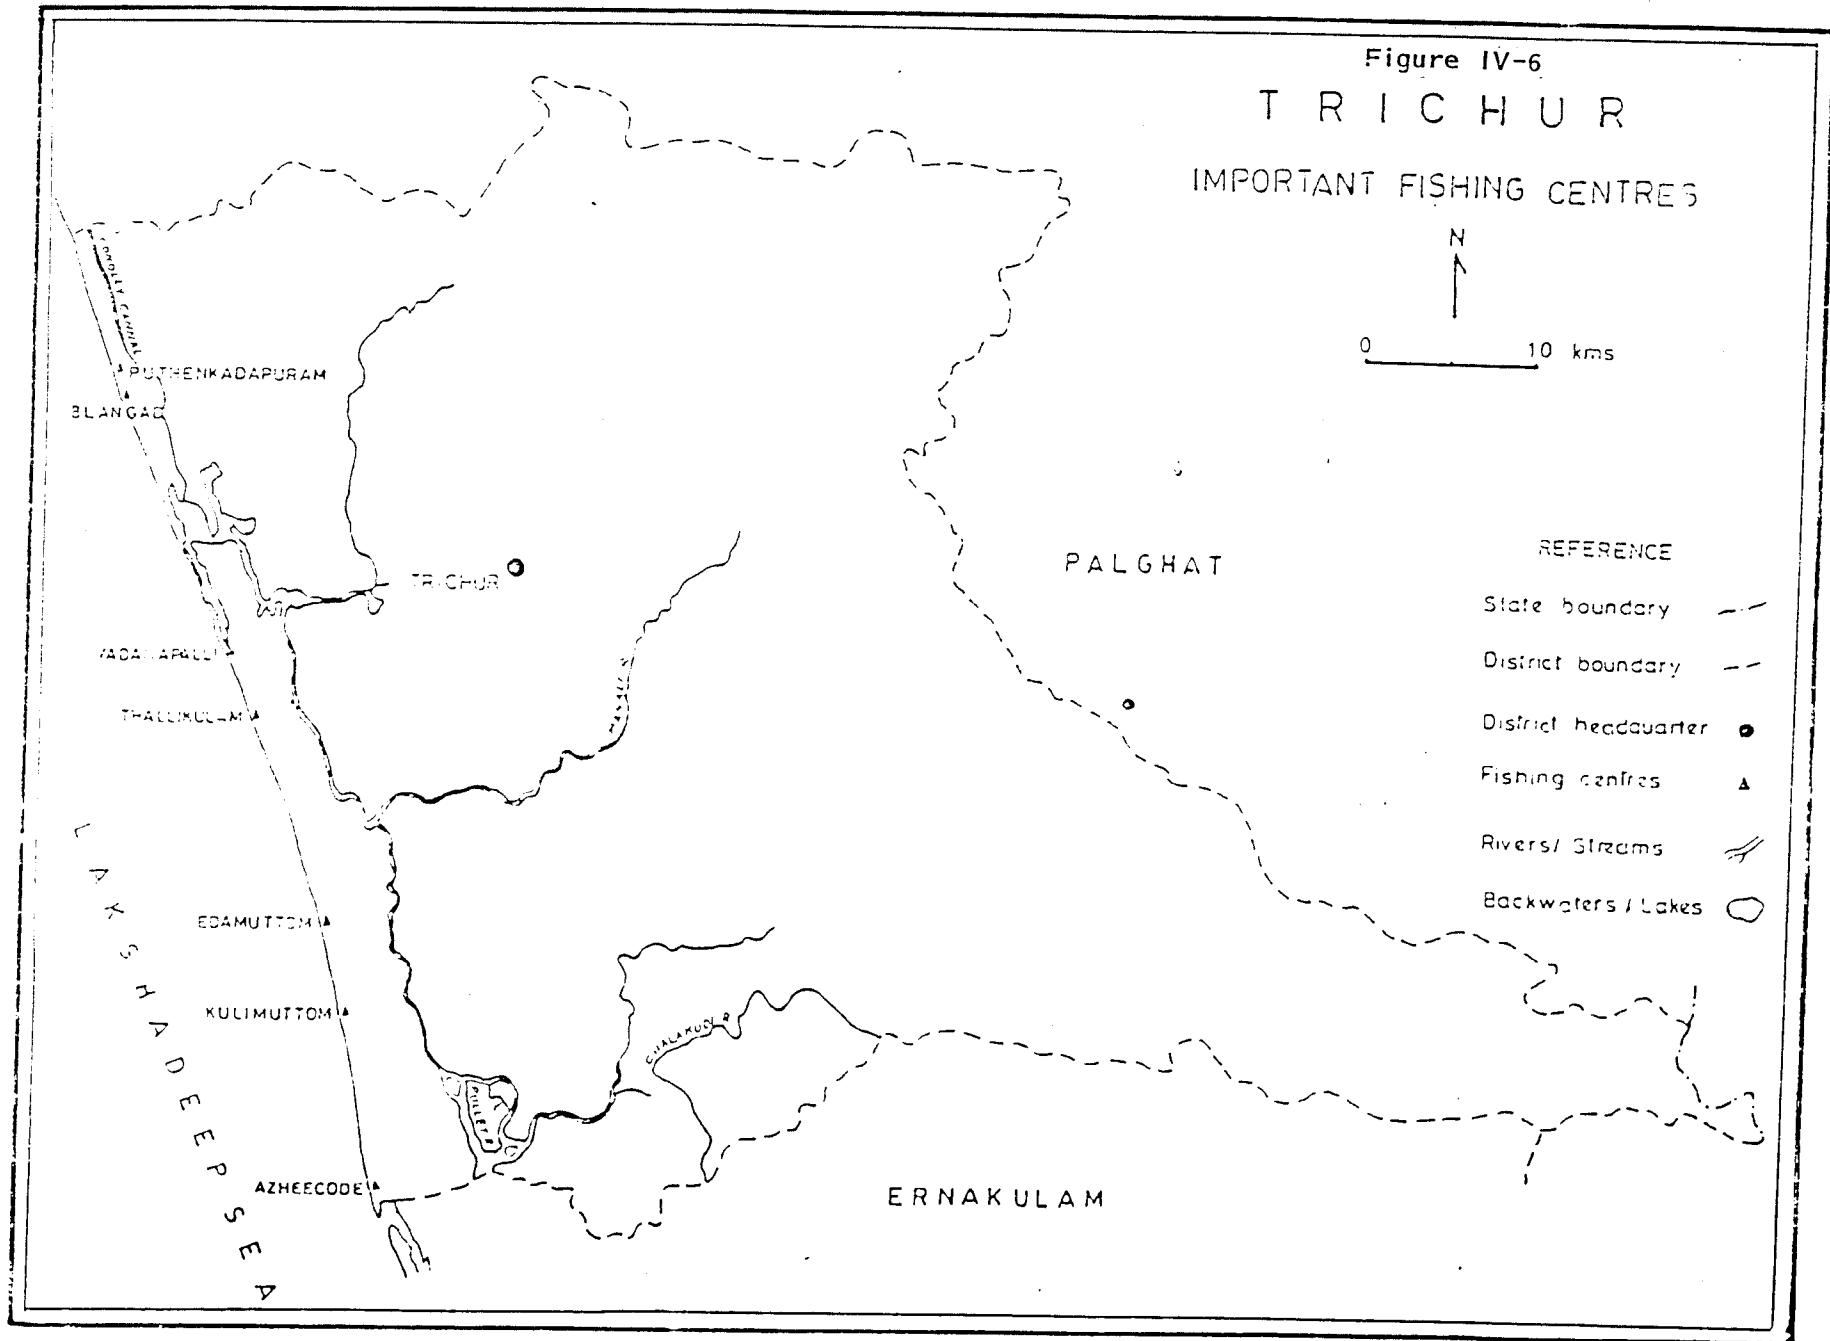 Figure IV-6
TRICHUR
IMPORTANT FISHING CENTRES
N
0 10 kms
CANNAL
PUTHENKADAPURAM
BLANGAD
TRICHUR
PALGHAT
REFERENCE
State boundary
District boundary
District headquarter
Fishing centres
Rivers/ Streams
Backwaters / Lakes
THALLIKULAM
EDAMUTTOM
KULIMUTTOM
CHALAKUDI R
AZHEECODE
ERNAKULAM
LAKSHADEEP SEA